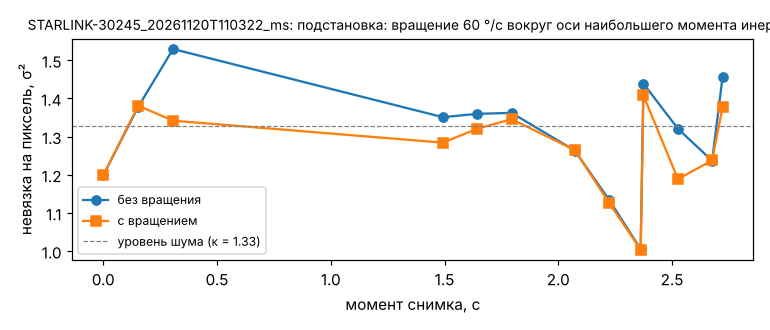 STARLINK-30245_20261120T110322_ms: подстановка: вращение 60 °/с вокруг оси наибольшего момента инер
невязка на пиксель, σ²
1.5
1.4
1.3
1.2
1.1
1.0
без вращения
с вращением
уровень шума (κ = 1.33)
0.0 0.5 1.0 1.5 2.0 2.5
момент снимка, с